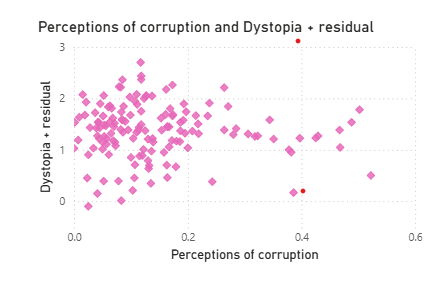 Perceptions of corruption and Dystopia + residual
3
2
1
0
Dystopia + residual
0.0 0.2 0.4 0.6
Perceptions of corruption